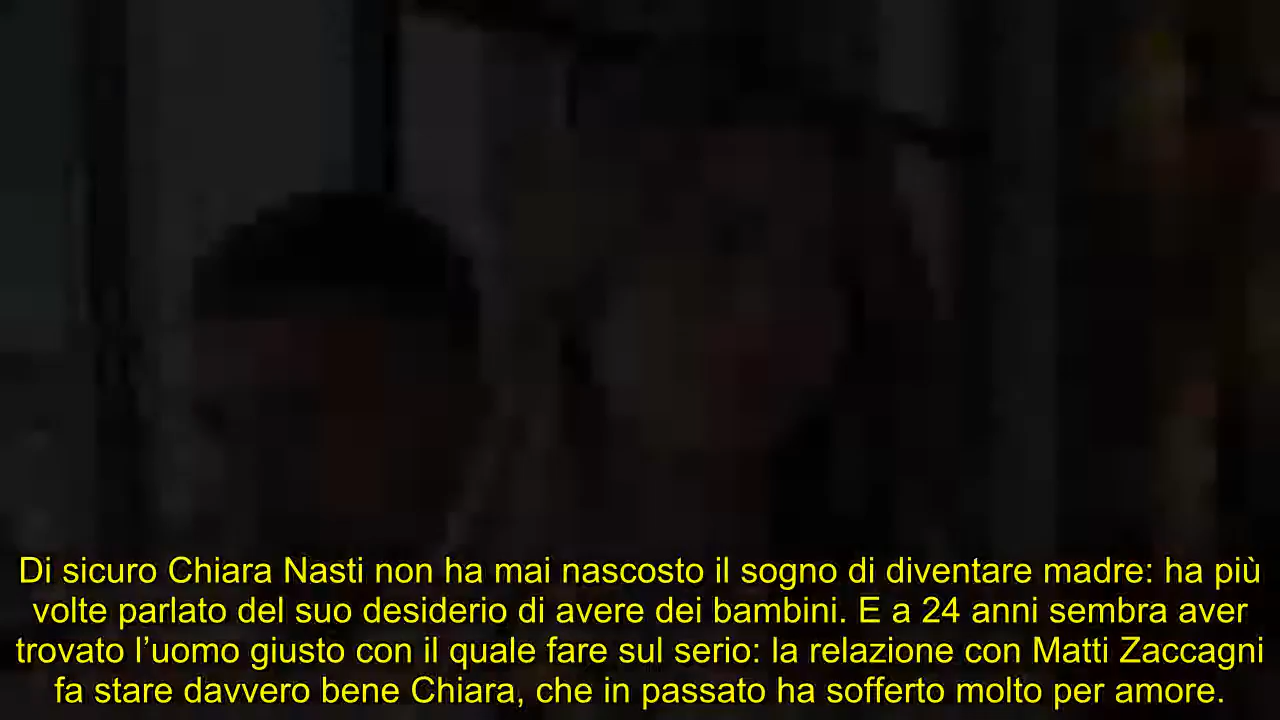 Di sicuro Chiara Nasti non ha mai nascosto il sogno di diventare madre: ha più
volte parlato del suo desiderio di avere dei bambini. E a 24 anni sembra aver
trovato l’uomo giusto con il quale fare sul serio: la relazione con Matti Zaccagni
fa stare davvero bene Chiara, che in passato ha sofferto molto per amore.